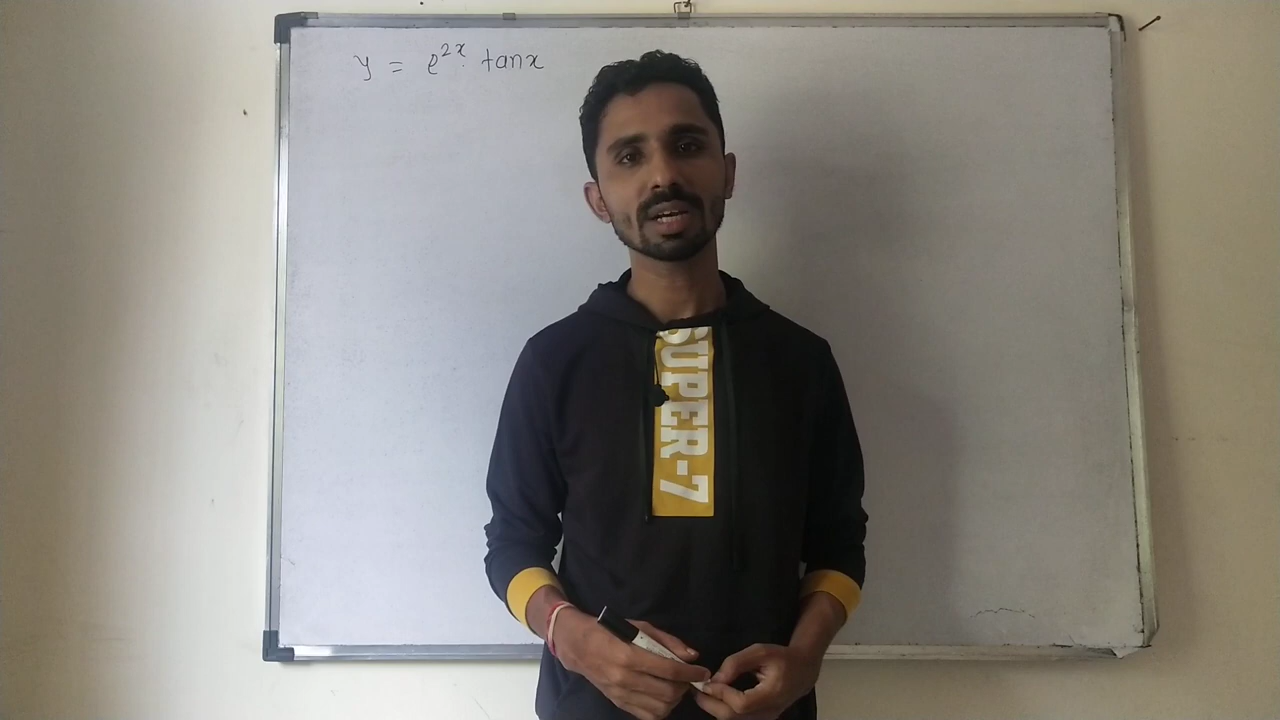 y = e^{2x} . tanx
SUPER-7